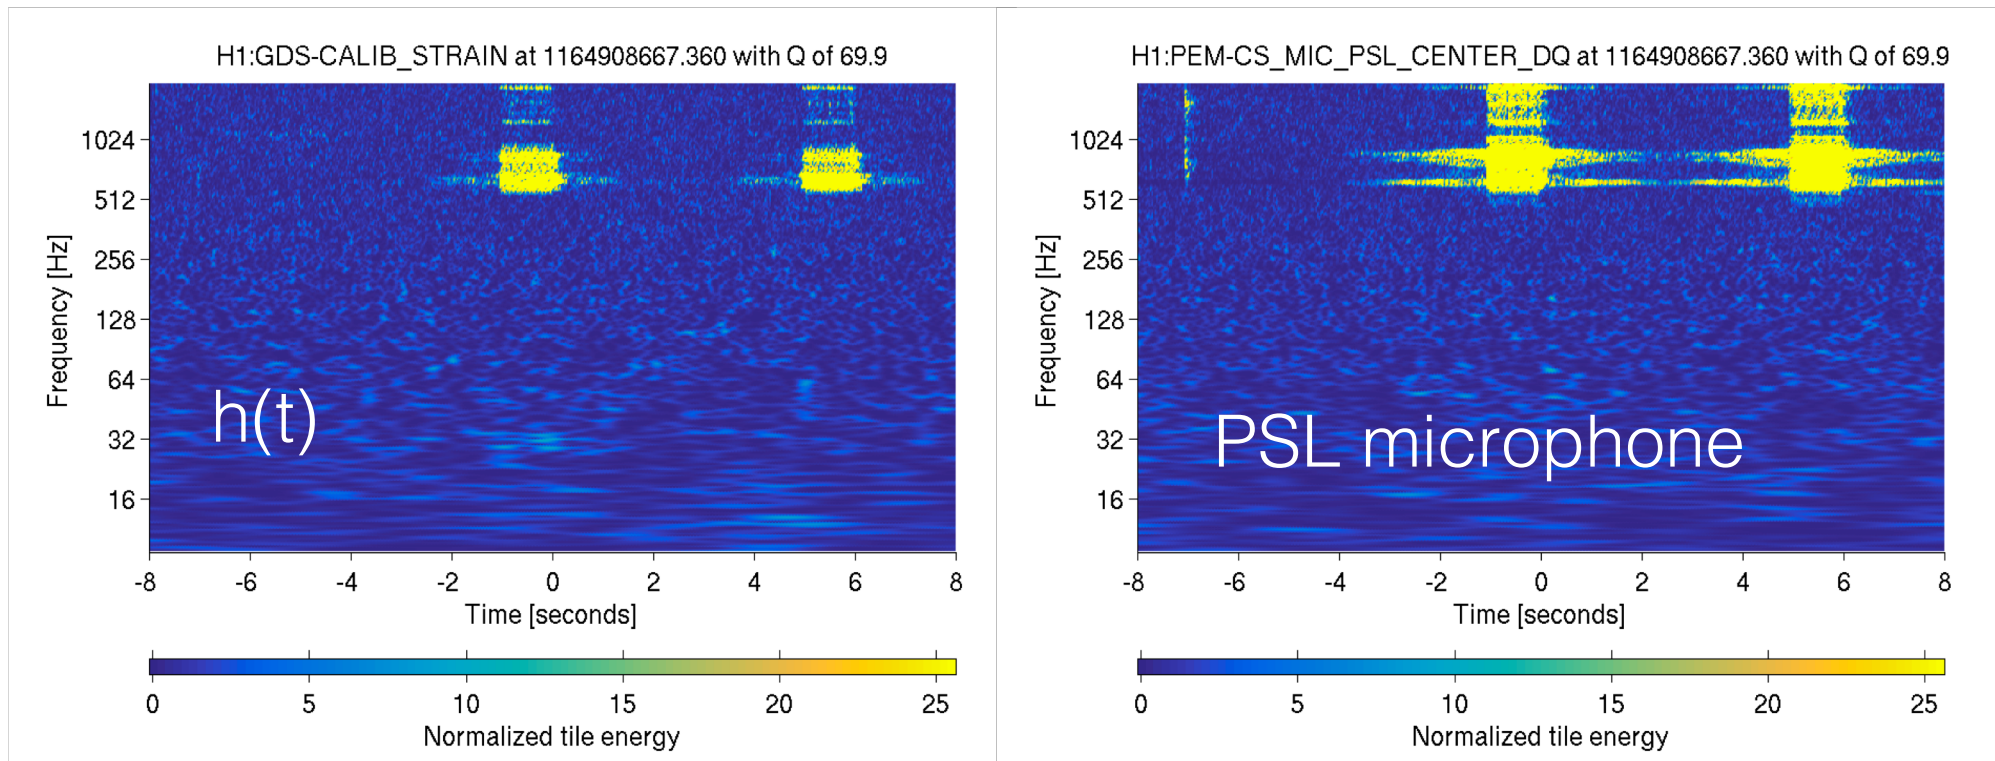 H1:GDS-CALIB_STRAIN at 1164908667.360 with Q of 69.9
1024
512
256
128
64
32
16
Frequency [Hz]
h(t)
-8 -6 -4 -2 0 2 4 6 8
Time [seconds]
0 5 10 15 20 25
Normalized tile energy
H1:PEM-CS_MIC_PSL_CENTER_DQ at 1164908667.360 with Q of 69.9
1024
512
256
128
64
32
16
Frequency [Hz]
PSL microphone
-8 -6 -4 -2 0 2 4 6 8
Time [seconds]
0 5 10 15 20 25
Normalized tile energy